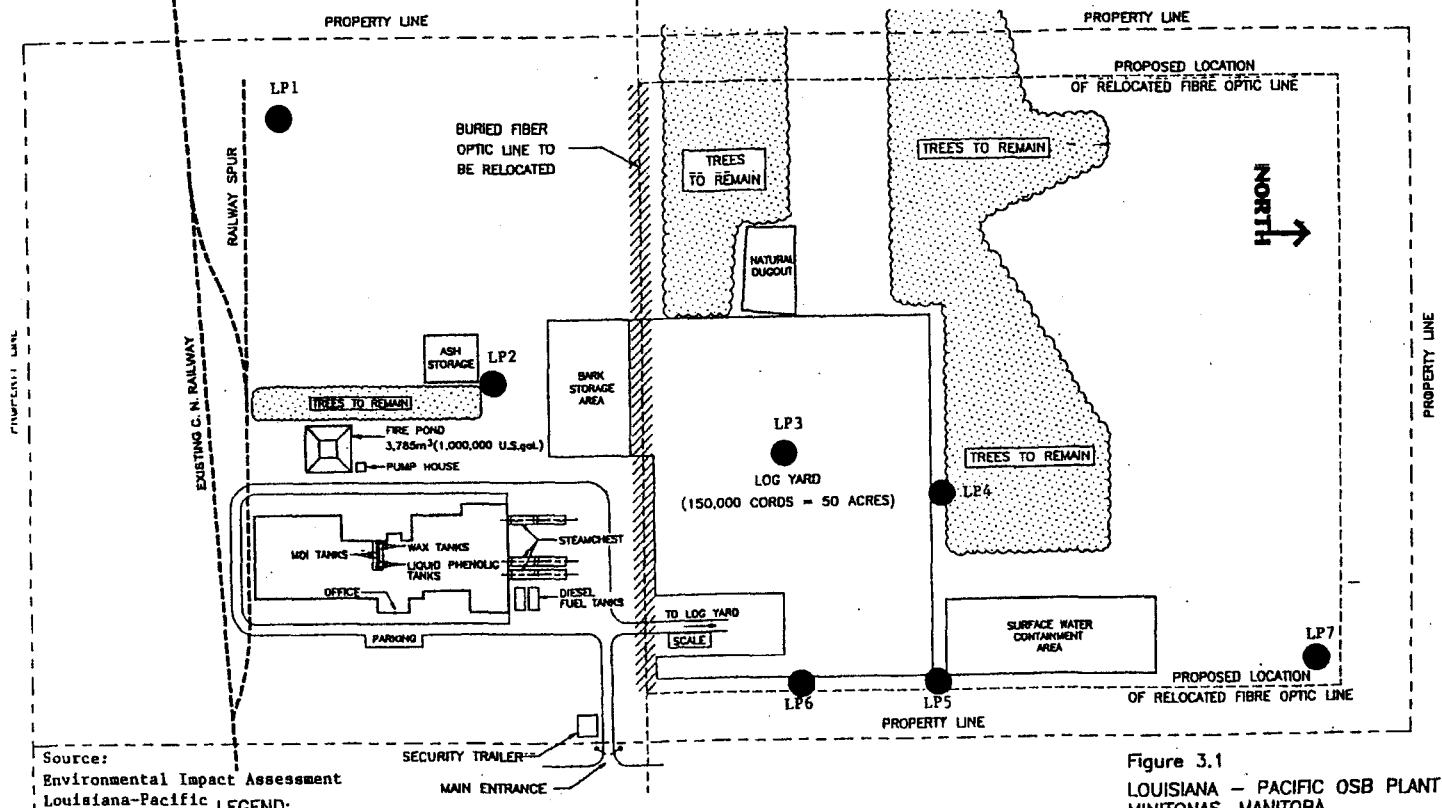 PROPERTY LINE
PROPERTY LINE
PROPOSED LOCATION
OF RELOCATED FIBRE OPTIC LINE
LP1
BURIED FIBER
OPTIC LINE TO
BE RELOCATED
TREES
TO REMAIN
TREES TO REMAIN
NORTH
RAILWAY SPUR
NATURAL
DUGOUT
PROPERTY LINE
PROPERTY LINE
ASH
STORAGE
LP2
BARK
STORAGE
AREA
TREES TO REMAIN
EXISTING C. N. RAILWAY
FIRE POND
3,785m³(1,000,000 U.S.gal.)
PUMP HOUSE
LP3
LOG YARD
(150,000 CORDS = 50 ACRES)
TREES TO REMAIN
LP4
STEAMCHEST
MDI TANKS
WAX TANKS
LIQUID PHENOLIC
TANKS
OFFICE
DIESEL
FUEL TANKS
PARKING
TO LOG YARD
SCALE
SURFACE WATER
CONTAINMENT
AREA
LP7
LP6
LP5
PROPOSED LOCATION
OF RELOCATED FIBRE OPTIC LINE
PROPERTY LINE
SECURITY TRAILER
MAIN ENTRANCE
Source:
Environmental Impact Assessment
Louisiana-Pacific
LEGEND:
Figure 3.1
LOUISIANA – PACIFIC OSB PLANT
MINITONAS, MANITOBA